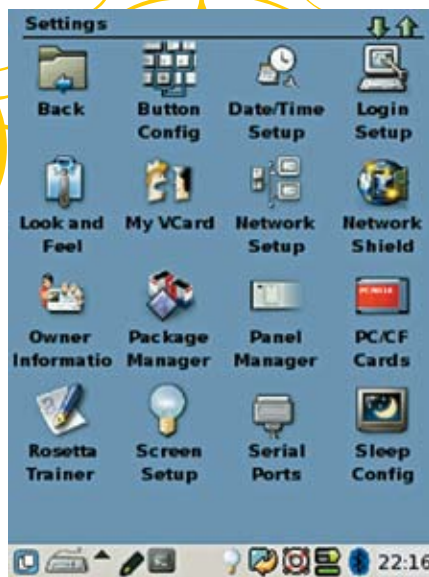 Settings
Back Button Config Date/Time Setup Login Setup
Look and Feel My VCard Network Setup Network Shield
Owner Informatio Package Manager Panel Manager PC/CF Cards
Rosetta Trainer Screen Setup Serial Ports Sleep Config
22:16